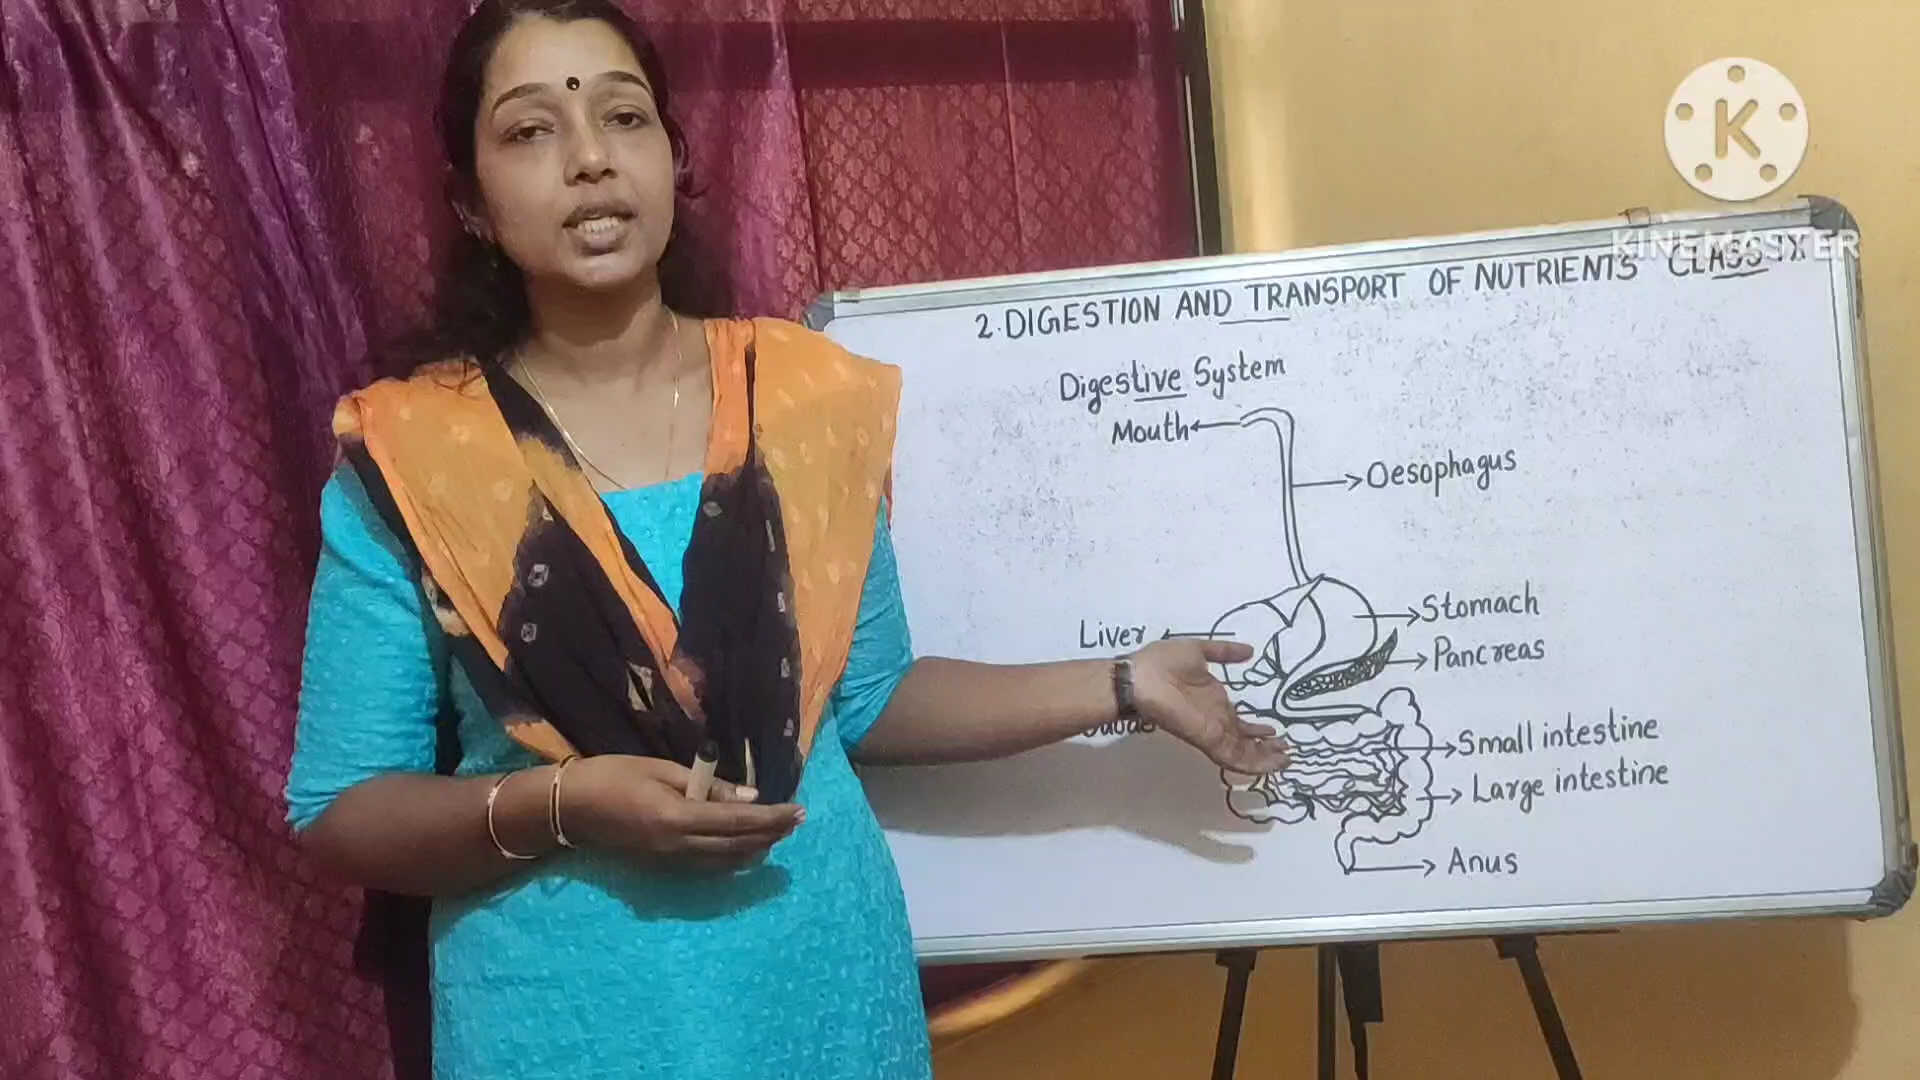 K
KINEMASTER
2. DIGESTION AND TRANSPORT OF NUTRIENTS CLASS: IX
Digestive System
Mouth
Oesophagus
Stomach
Liver
Pancreas
Small intestine
Large intestine
Anus